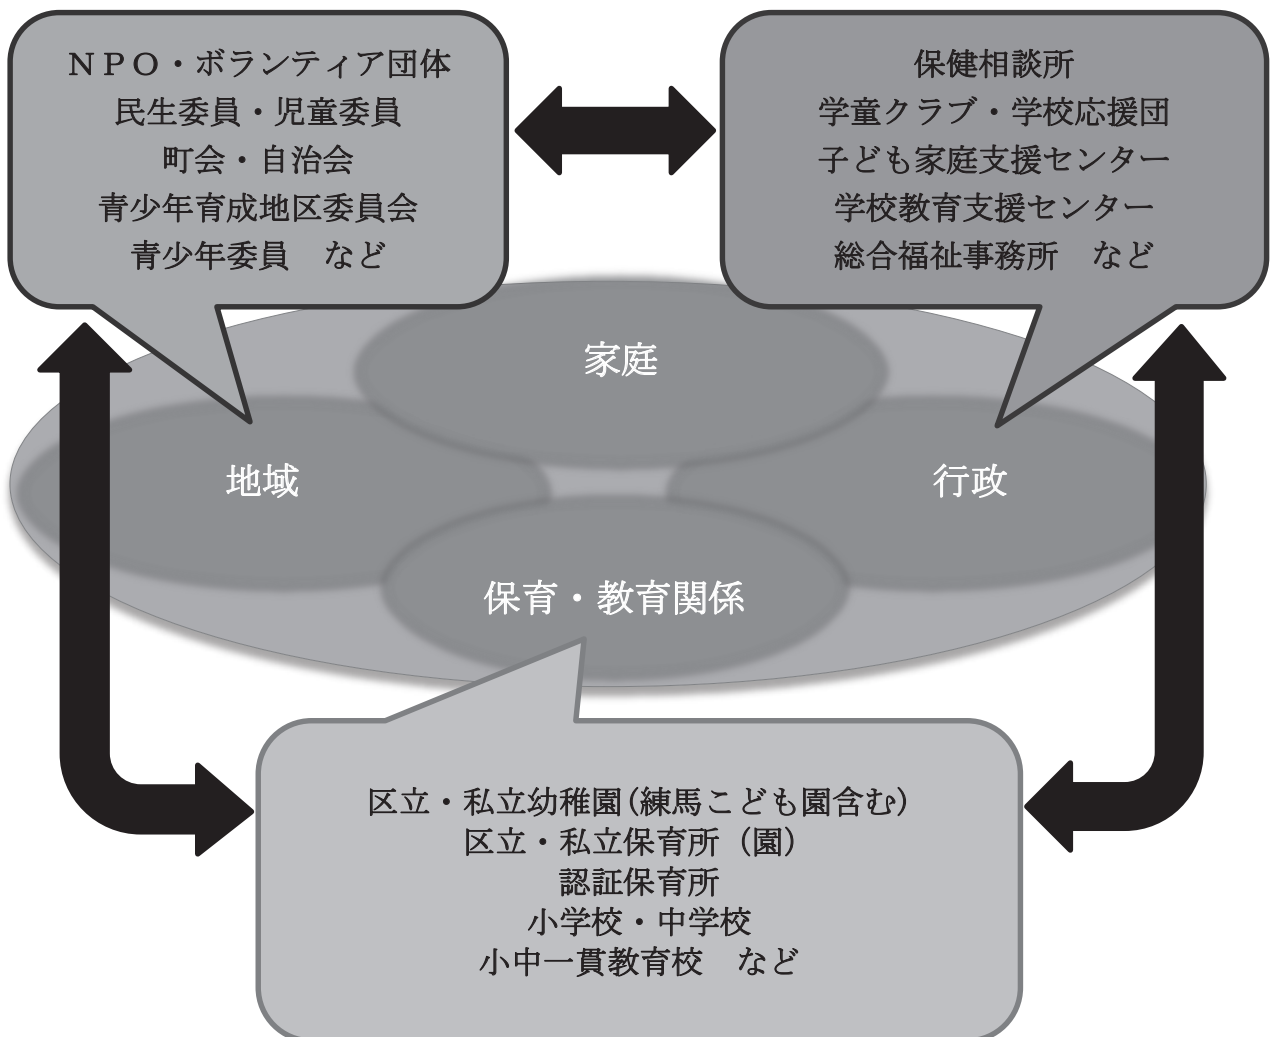 ＮＰＯ・ボランティア団体
民生委員・児童委員
町会・自治会
青少年育成地区委員会
青少年委員　など
保健相談所
学童クラブ・学校応援団
子ども家庭支援センター
学校教育支援センター
総合福祉事務所　など
家庭
地域
行政
保育・教育関係
区立・私立幼稚園(練馬こども園含む)
区立・私立保育所（園）
認証保育所
小学校・中学校
小中一貫教育校　など